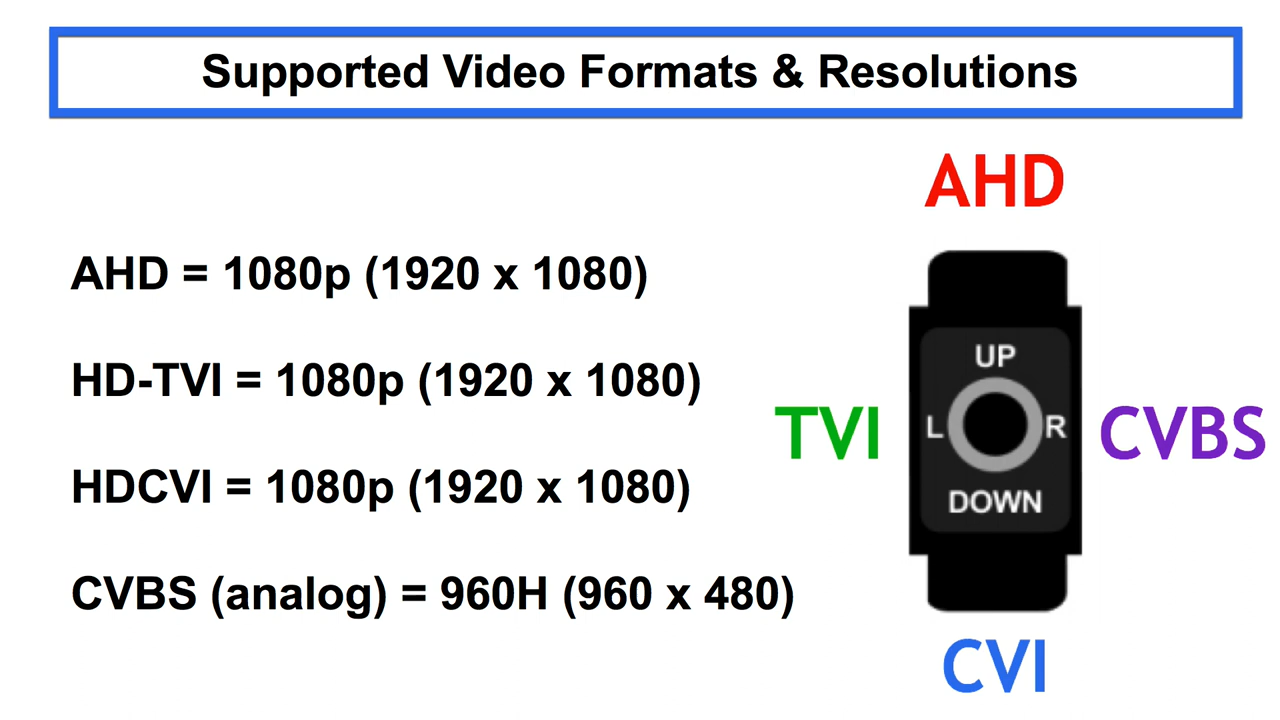 Supported Video Formats & Resolutions
AHD = 1080p (1920 x 1080)
HD-TVI = 1080p (1920 x 1080)
HDCVI = 1080p (1920 x 1080)
CVBS (analog) = 960H (960 x 480)
AHD
UP
TVI
L
R
CVBS
DOWN
CVI